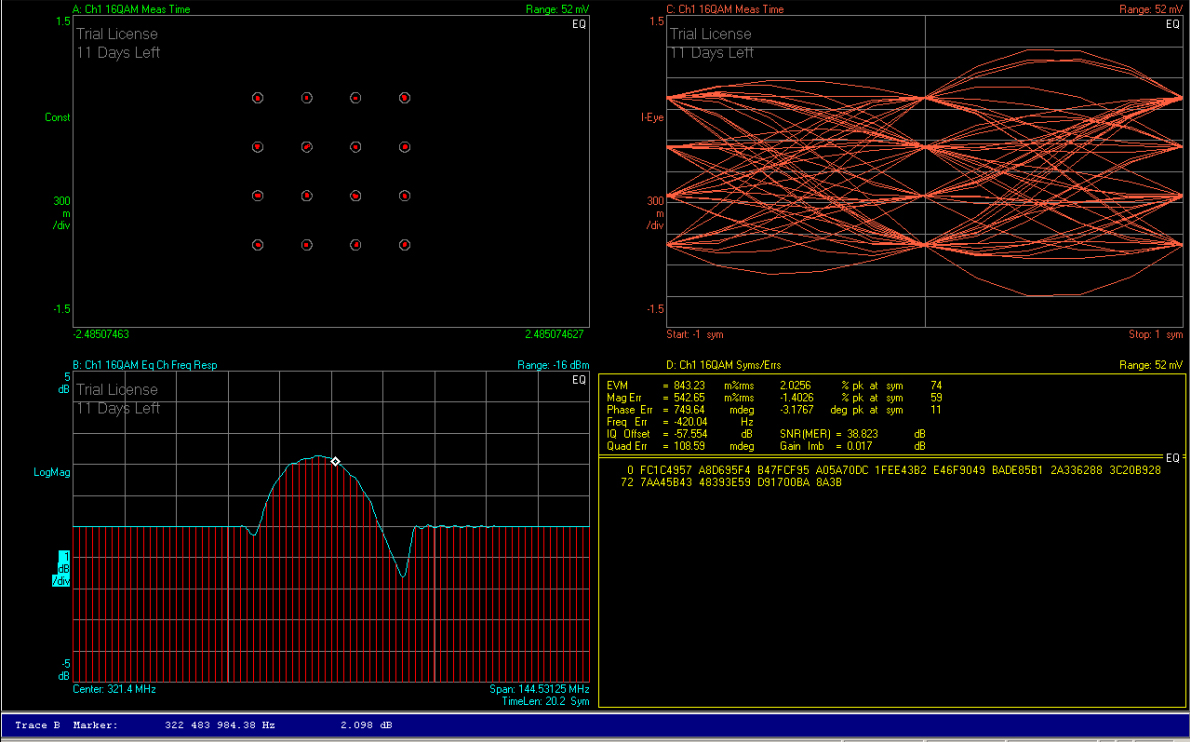 A: Ch1 16QAM Meas Time Range: 52 mV
1.5
EQ
Trial License
11 Days Left
Const
300
m
/div
-1.5
-2.48507463 2.485074627
C: Ch1 16QAM Meas Time Range: 52 mV
1.5
EQ
Trial License
11 Days Left
I-Eye
300
m
/div
-1.5
Start: -1 sym Stop: 1 sym
B: Ch1 16QAM Eq Ch Freq Resp Range: -16 dBm
5
dB
EQ
Trial License
11 Days Left
LogMag
1
dB
/div
-5
dB
Center: 321.4 MHz Span: 144.53125 MHz
TimeLen: 20.2 Sym
D: Ch1 16QAM Syms/Errs Range: 52 mV
EVM = 843.23 m%rms 2.0256 % pk at sym 74
Mag Err = 542.65 m%rms -1.4026 % pk at sym 59
Phase Err = 749.64 mdeg -3.1767 deg pk at sym 11
Freq Err = -420.04 Hz
IQ Offset = -57.554 dB SNR(MER) = 38.823 dB
Quad Err = 108.59 mdeg Gain Imb = 0.017 dB
EQ
0 FC1C4957 A8D695F4 B47FCF95 A05A70DC 1FEE43B2 E46F9049 BADE85B1 2A336288 3C20B928
72 7AA45B43 48393E59 D91700BA 8A3B
Trace B Marker: 322 483 984.38 Hz 2.098 dB